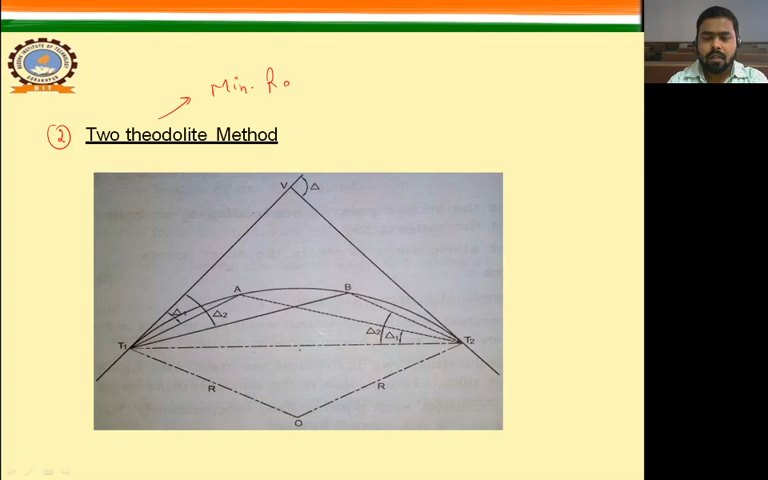 Min. Ro
② Two theodolite Method
V Δ
A B
Δ1 Δ2 Δ2 Δ1
T1 T2
R R
O